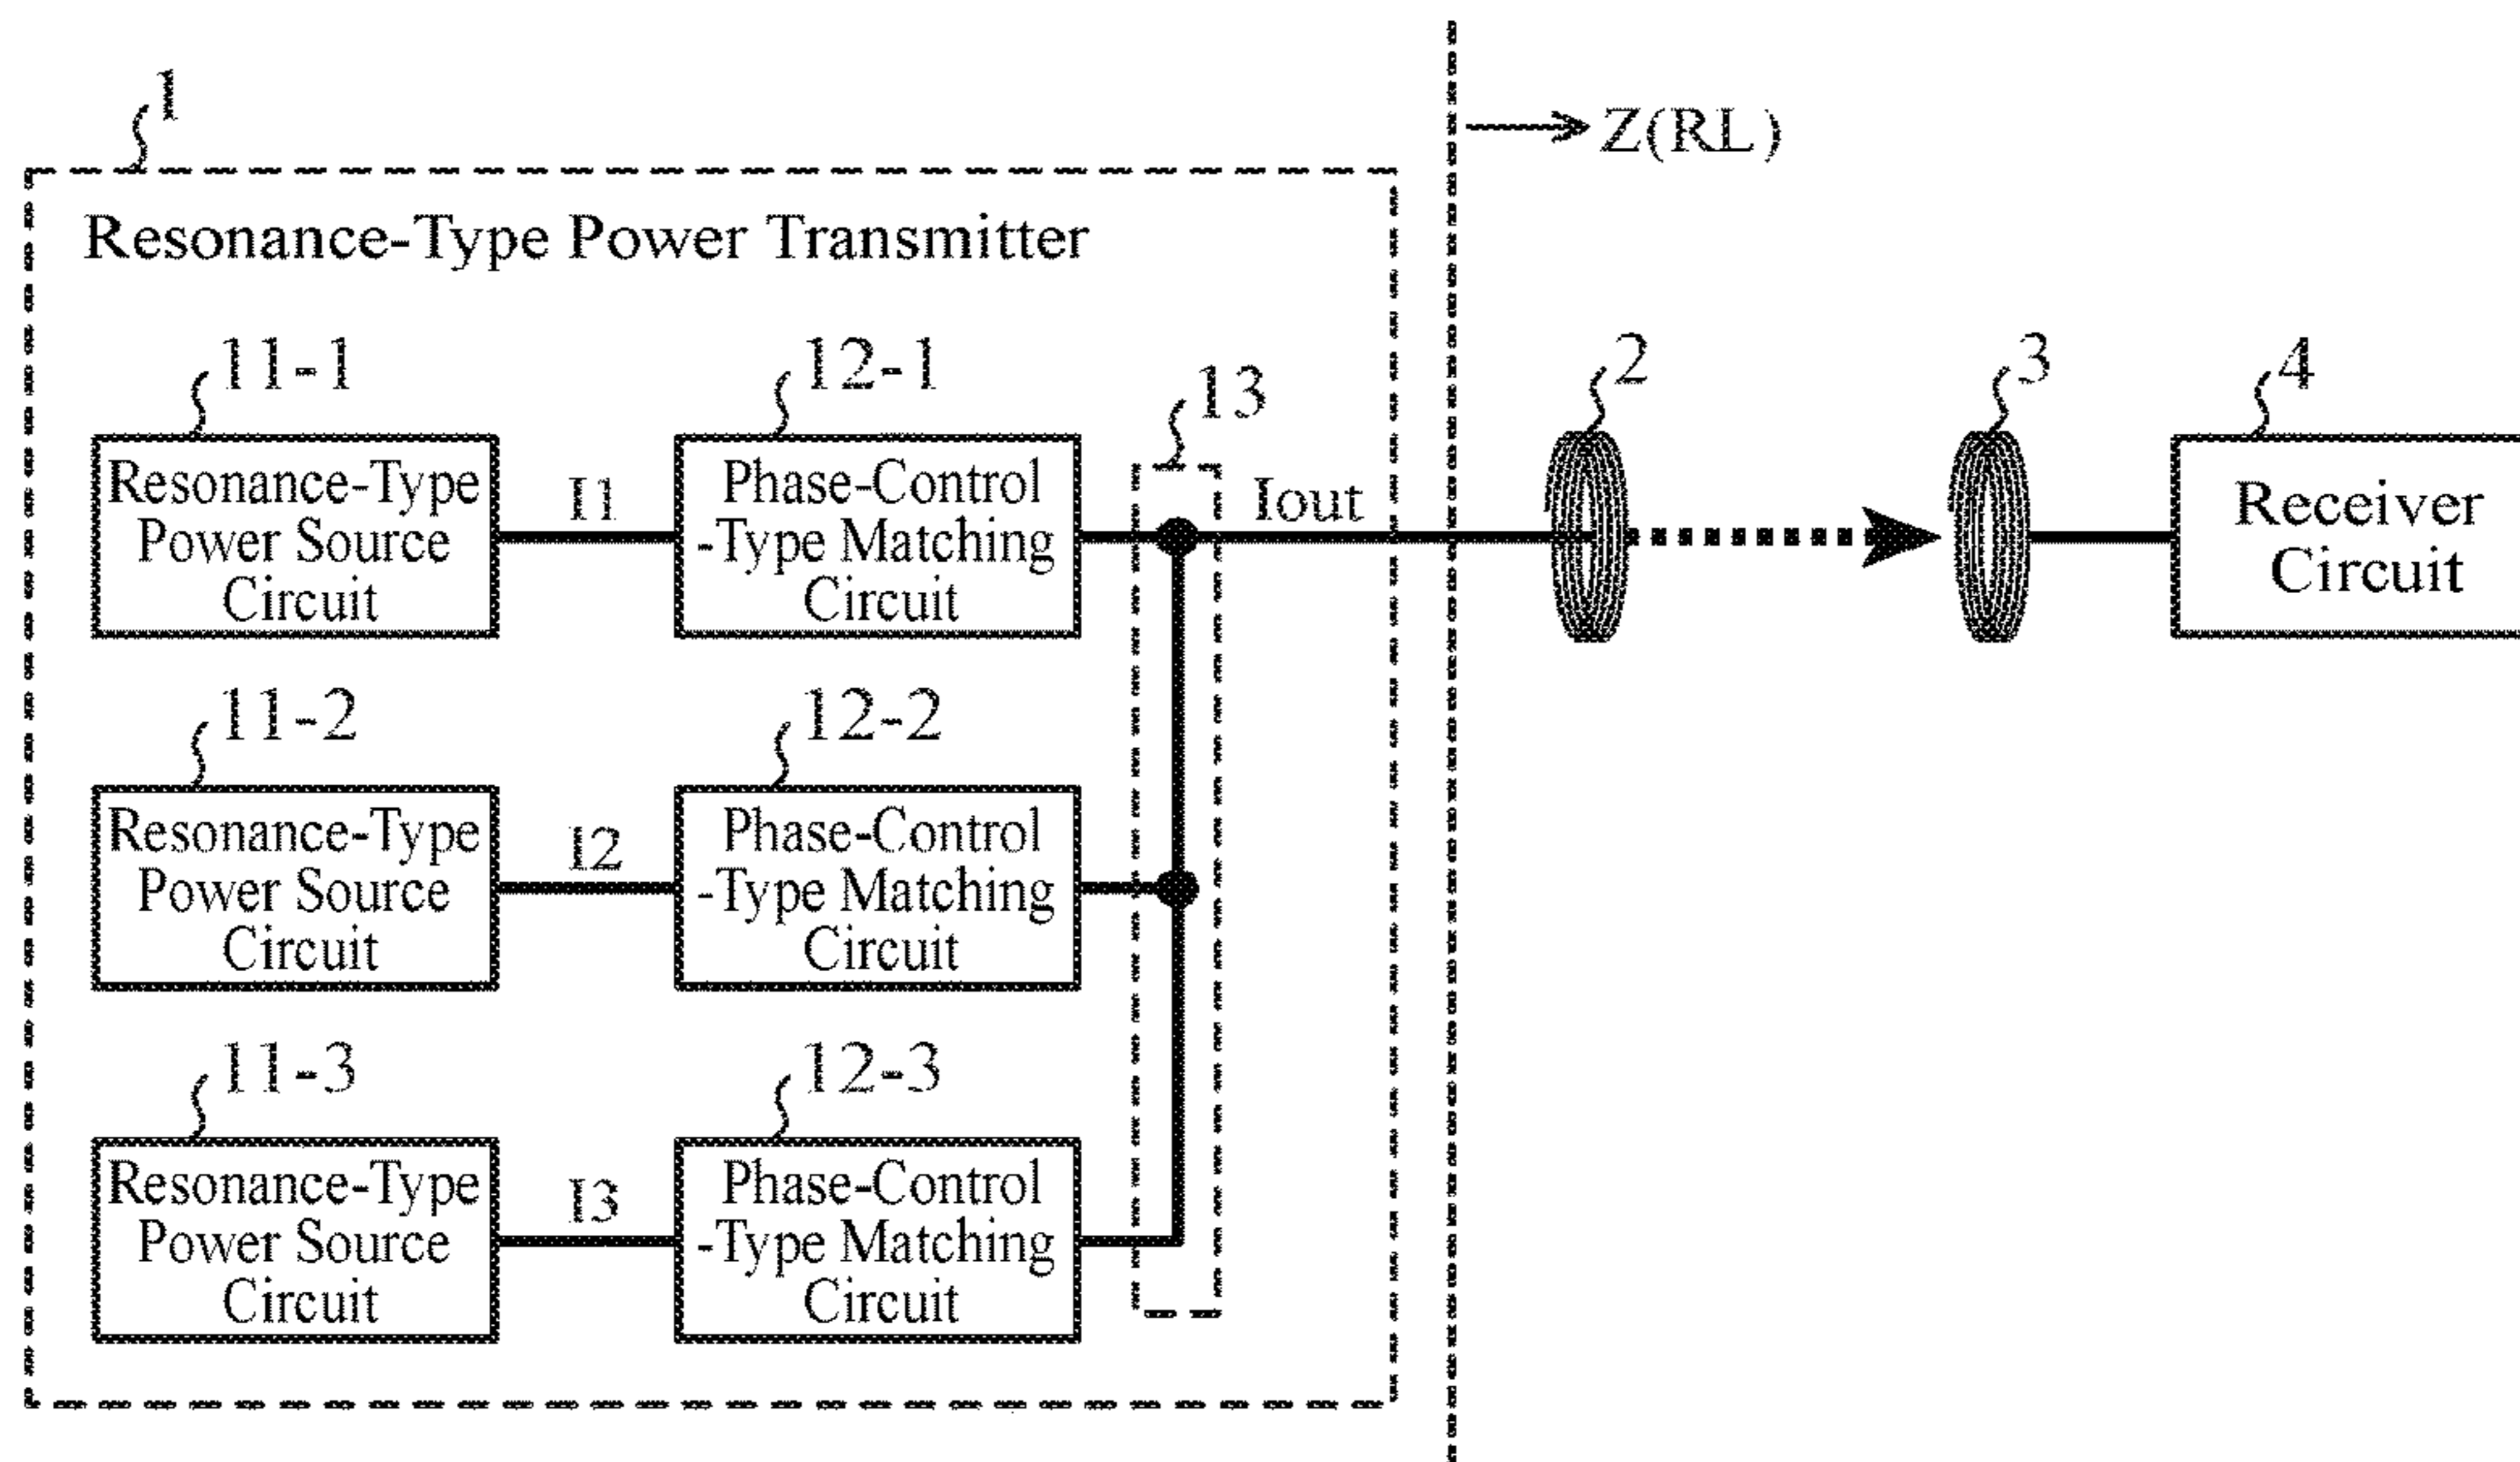 1
Z(RL)
Resonance-Type Power Transmitter
11-1
12-1
13
2
3
4
Resonance-Type
Power Source
Circuit
I1
Phase-Control
-Type Matching
Circuit
Iout
Receiver
Circuit
11-2
12-2
Resonance-Type
Power Source
Circuit
I2
Phase-Control
-Type Matching
Circuit
11-3
12-3
Resonance-Type
Power Source
Circuit
I3
Phase-Control
-Type Matching
Circuit